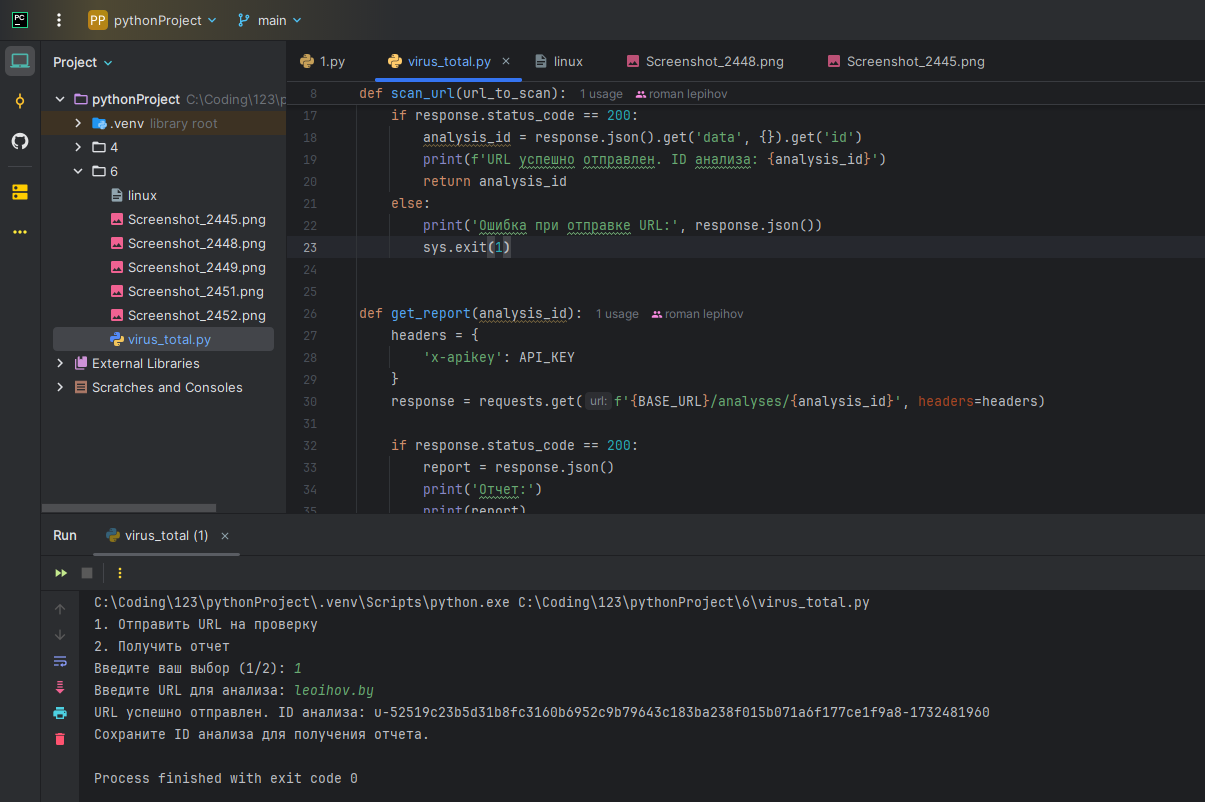 PC
PP pythonProject main
Project
1.py virus_total.py linux Screenshot_2448.png Screenshot_2445.png
pythonProject C:\Coding\123\p
.venv library root
4
6
linux
Screenshot_2445.png
Screenshot_2448.png
Screenshot_2449.png
Screenshot_2451.png
Screenshot_2452.png
virus_total.py
External Libraries
Scratches and Consoles
8 def scan_url(url_to_scan): 1 usage roman lepihov
17 if response.status_code == 200:
18 analysis_id = response.json().get('data', {}).get('id')
19 print(f'URL успешно отправлен. ID анализа: {analysis_id}')
20 return analysis_id
21 else:
22 print('Ошибка при отправке URL:', response.json())
23 sys.exit(1)
24
25
26 def get_report(analysis_id): 1 usage roman lepihov
27 headers = {
28 'x-apikey': API_KEY
29 }
30 response = requests.get( url: f'{BASE_URL}/analyses/{analysis_id}', headers=headers)
31
32 if response.status_code == 200:
33 report = response.json()
34 print('Отчет:')
35 print(report)
Run virus_total (1)
C:\Coding\123\pythonProject\.venv\Scripts\python.exe C:\Coding\123\pythonProject\6\virus_total.py
1. Отправить URL на проверку
2. Получить отчет
Введите ваш выбор (1/2): 1
Введите URL для анализа: leoihov.by
URL успешно отправлен. ID анализа: u-52519c23b5d31b8fc3160b6952c9b79643c183ba238f015b071a6f177ce1f9a8-1732481960
Сохраните ID анализа для получения отчета.
Process finished with exit code 0